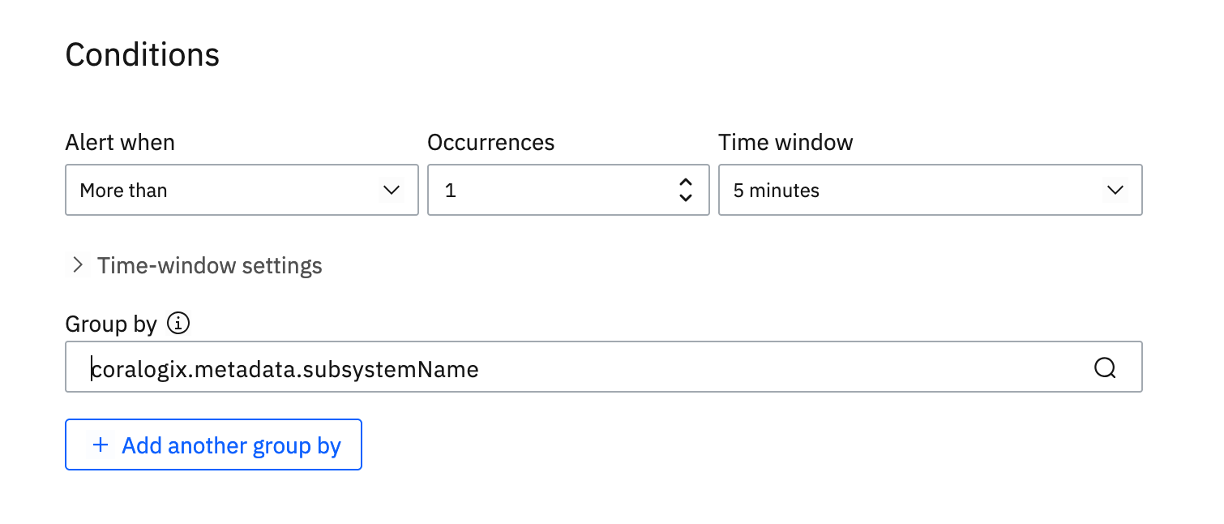 Conditions
Alert when Occurrences Time window
More than 1 5 minutes
Time-window settings
Group by
coralogix.metadata.subsystemName
+ Add another group by